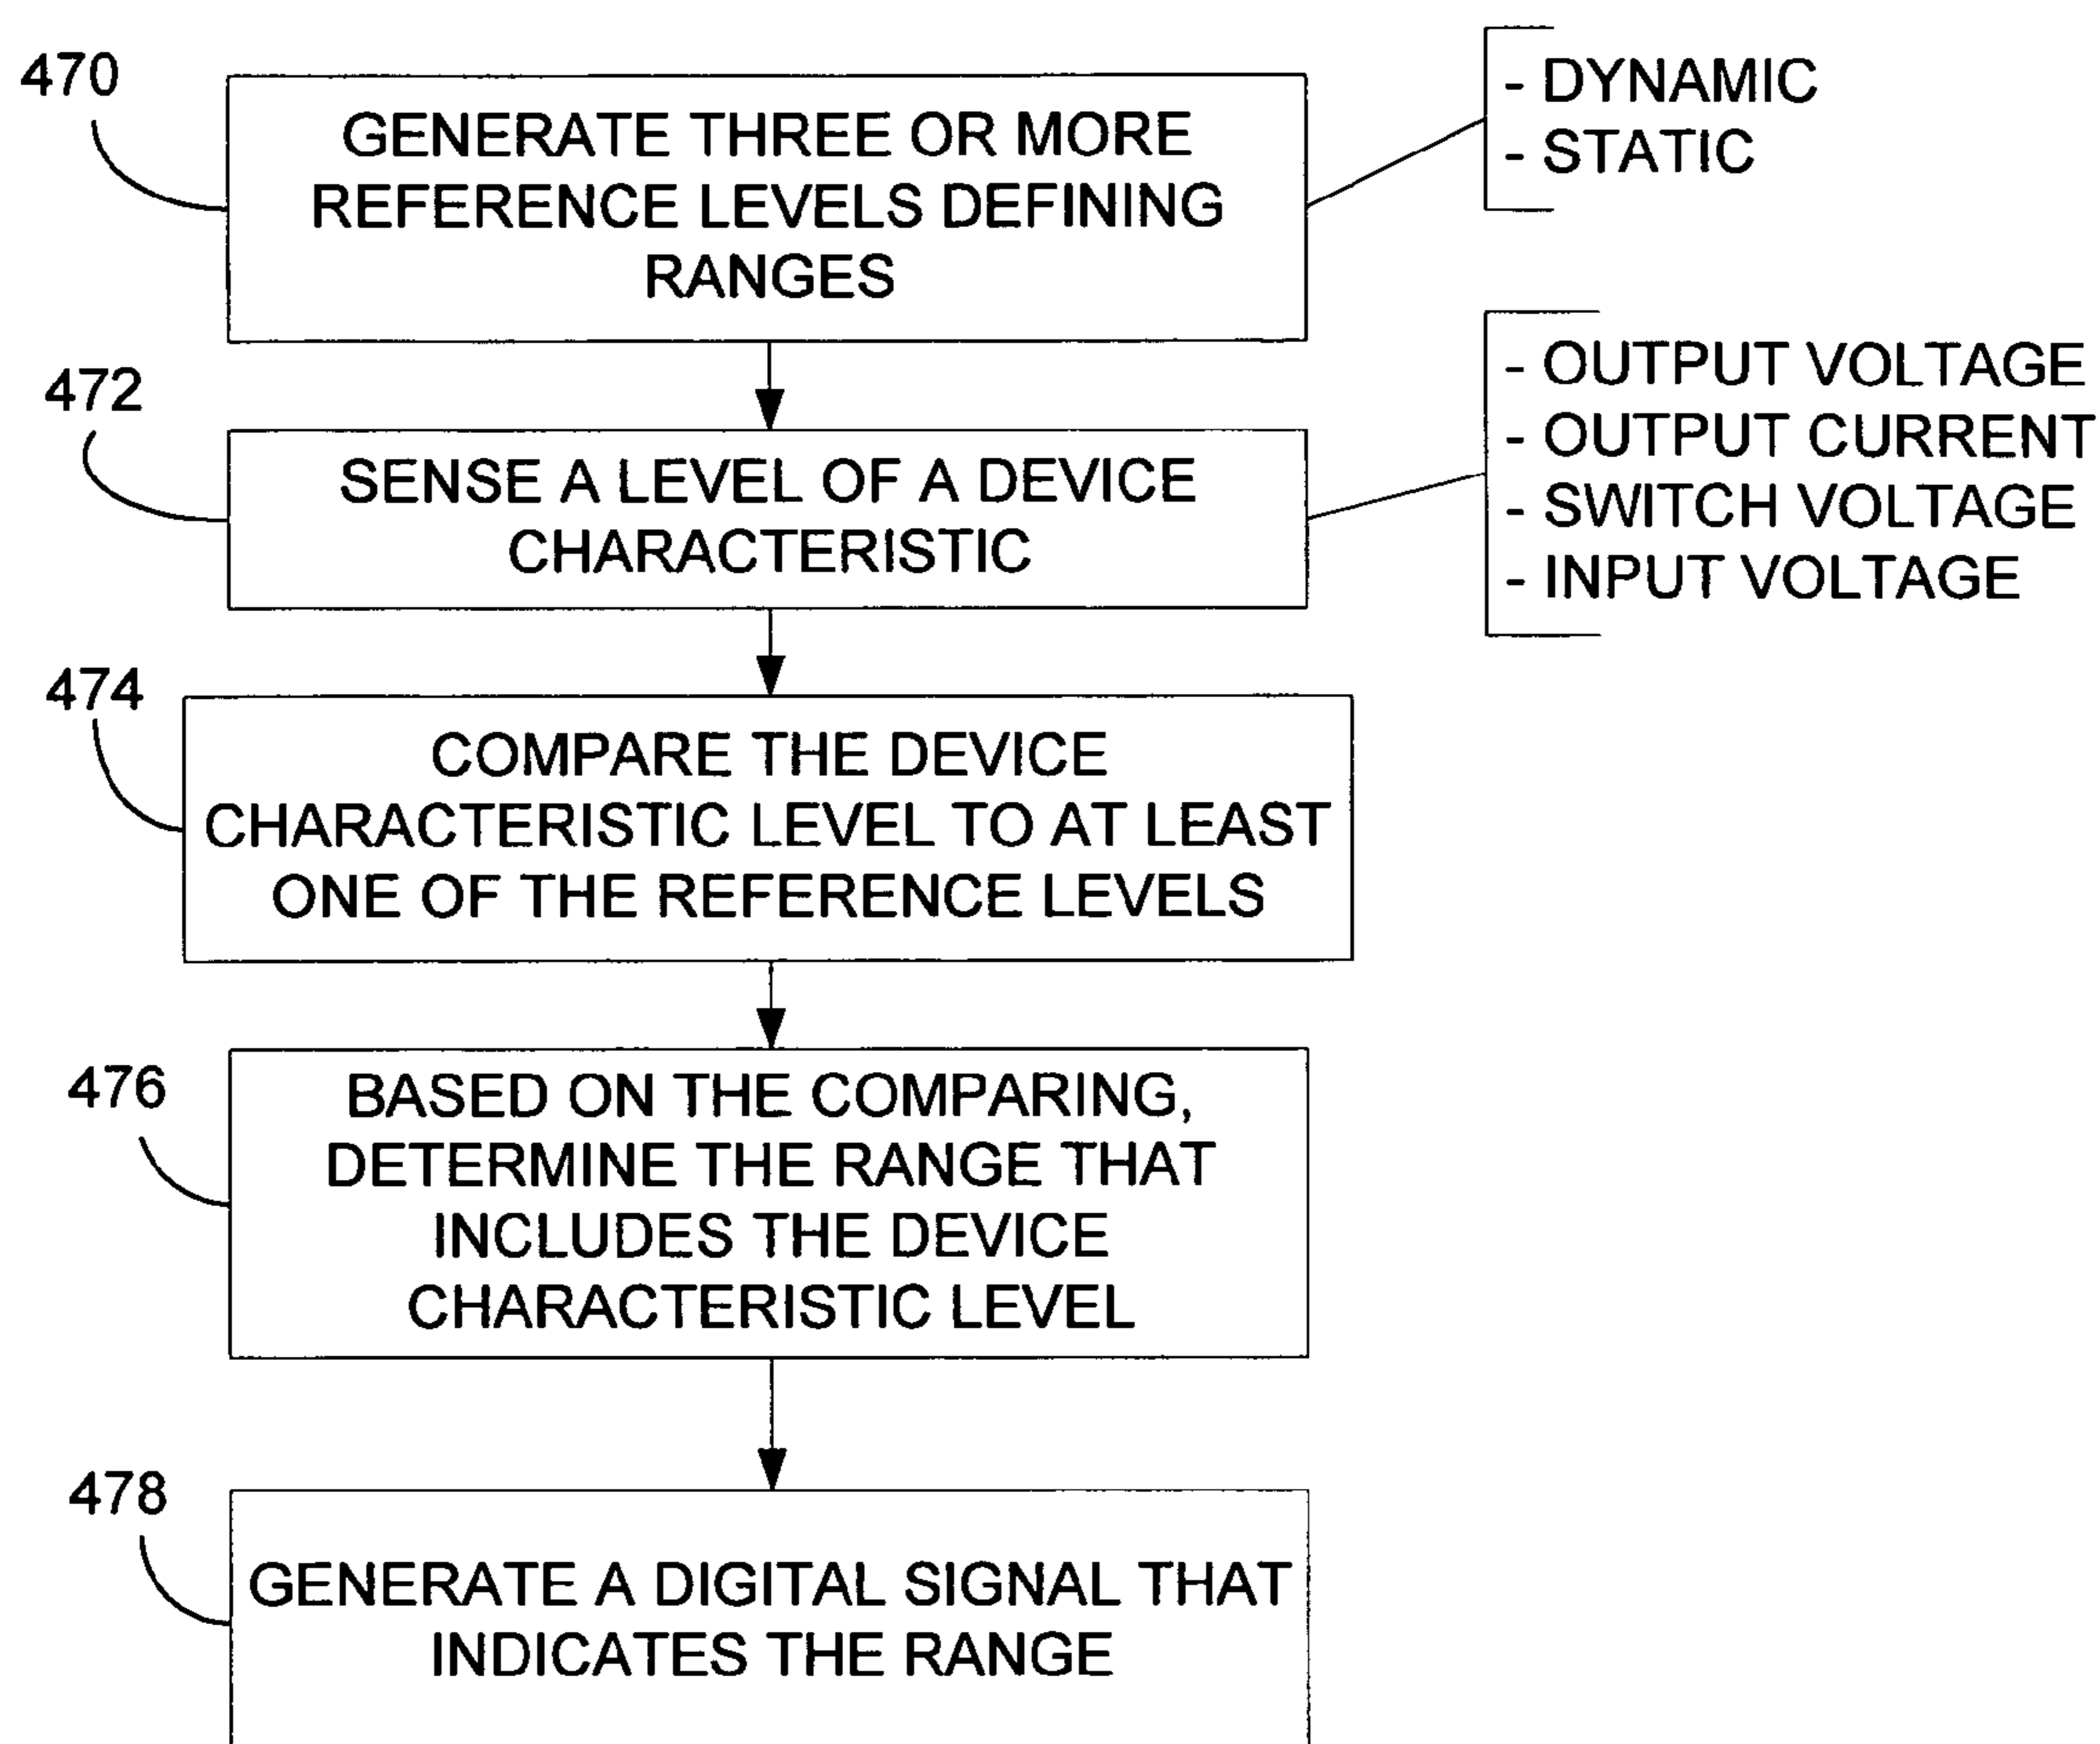 470
GENERATE THREE OR MORE
REFERENCE LEVELS DEFINING
RANGES
- DYNAMIC
- STATIC
472
SENSE A LEVEL OF A DEVICE
CHARACTERISTIC
- OUTPUT VOLTAGE
- OUTPUT CURRENT
- SWITCH VOLTAGE
- INPUT VOLTAGE
474
COMPARE THE DEVICE
CHARACTERISTIC LEVEL TO AT LEAST
ONE OF THE REFERENCE LEVELS
476
BASED ON THE COMPARING,
DETERMINE THE RANGE THAT
INCLUDES THE DEVICE
CHARACTERISTIC LEVEL
478
GENERATE A DIGITAL SIGNAL THAT
INDICATES THE RANGE